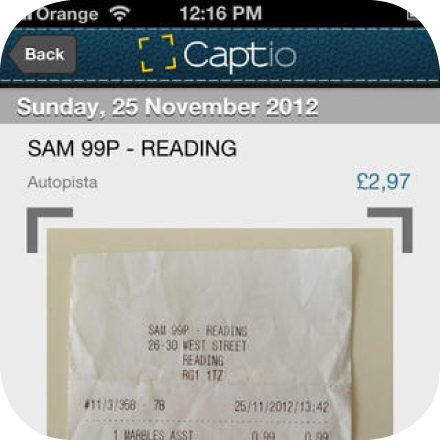 Orange 12:16 PM
Back Captio
Sunday, 25 November 2012
SAM 99P - READING
Autopista £2,97
SAM 99P - READING
26-30 WEST STREET
READING
RG1 1TZ
#11/3/358 - 78 25/11/2012/13:42
1 MARBLES ASST 0.99 0.99